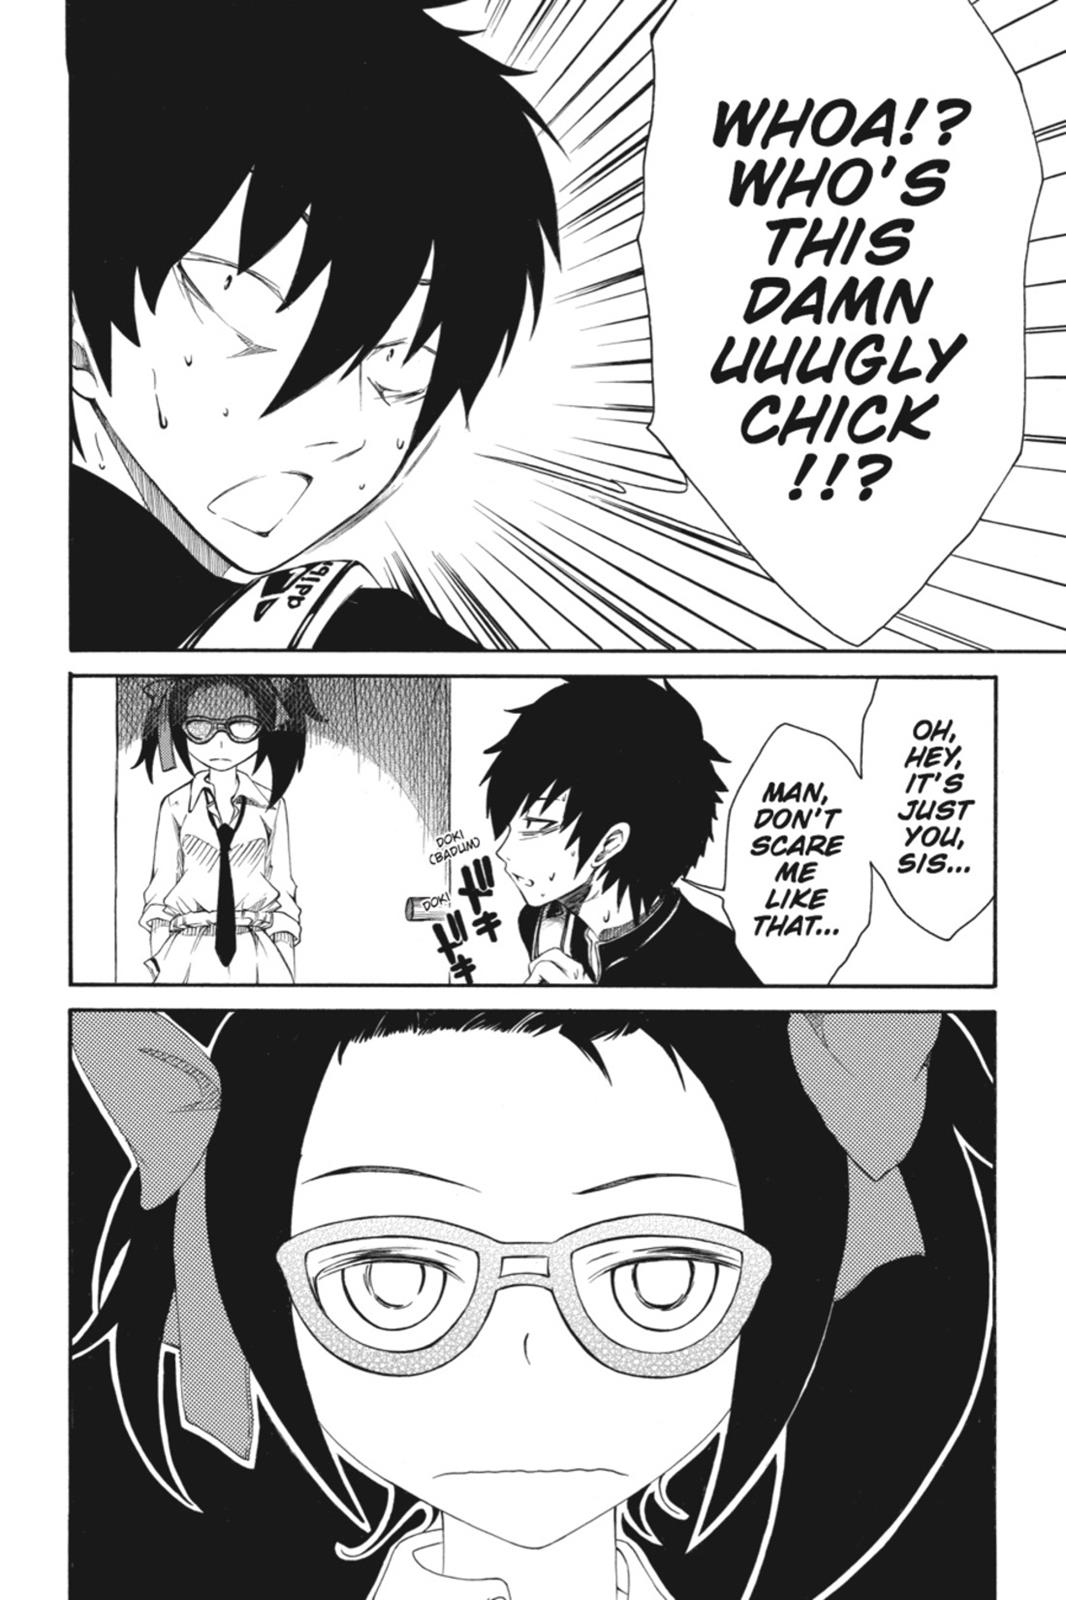 WHOA!?
WHO'S
THIS
DAMN
UUUGLY
CHICK
!!?
adiba
OH,
HEY,
IT'S
JUST
YOU,
SIS...
MAN,
DON'T
SCARE
ME
LIKE
THAT...
DOKI
(BADUM)
ドキ
DOKI
ドキ